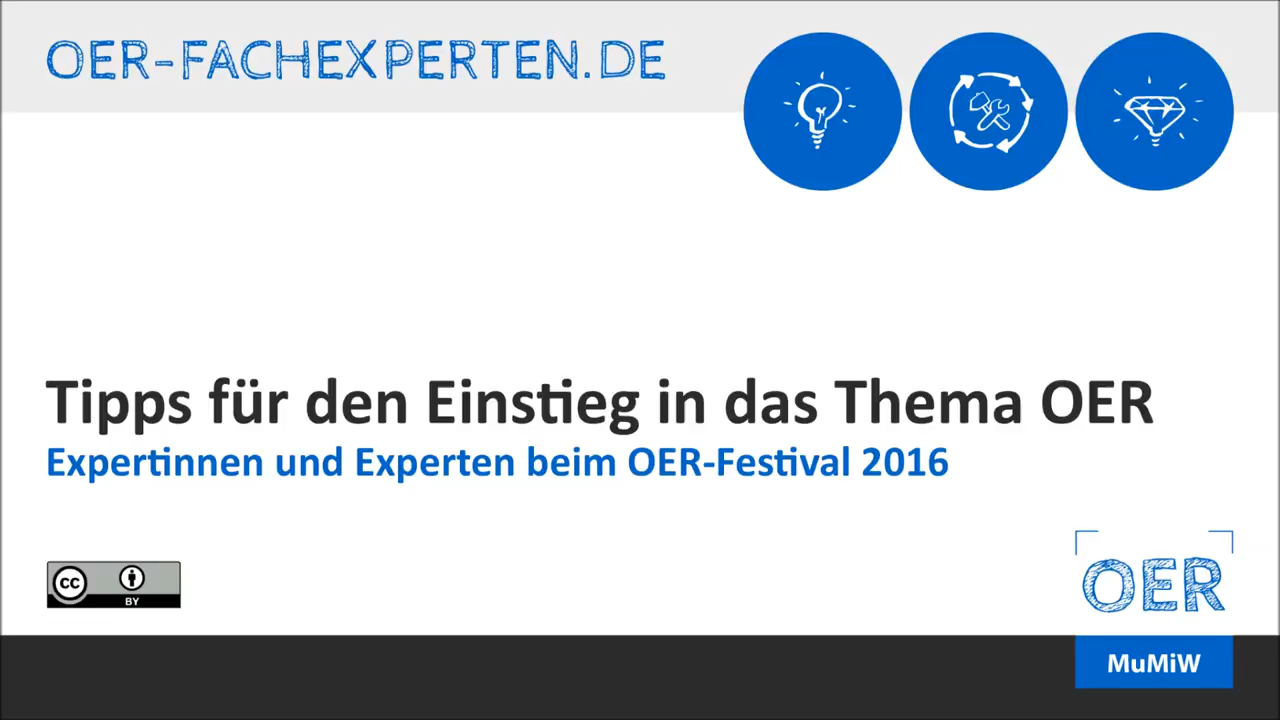 OER-FACHEXPERTEN.DE
Tipps für den Einstieg in das Thema OER
Expertinnen und Experten beim OER-Festival 2016
cc
BY
OER
MuMiW